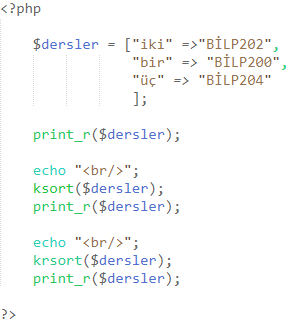 <?php
$dersler = ["iki" =>"BİLP202",
"bir" => "BİLP200",
"üç" => "BİLP204"
];
print_r($dersler);
echo "<br/>";
ksort($dersler);
print_r($dersler);
echo "<br/>";
krsort($dersler);
print_r($dersler);
?>